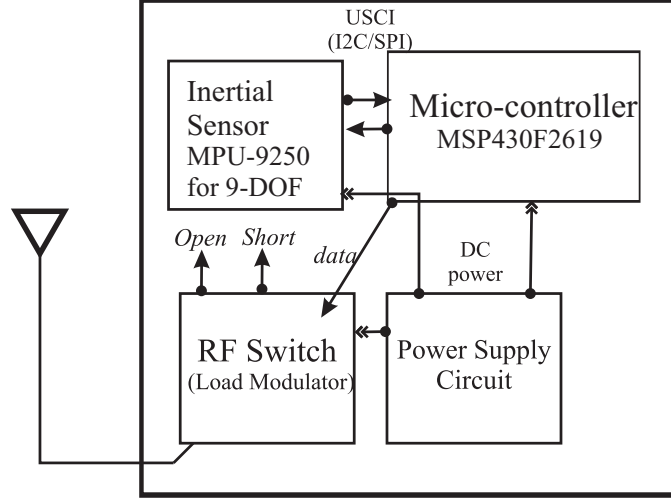 USCI
(I2C/SPI)
Inertial
Sensor
MPU-9250
for 9-DOF
Micro-controller
MSP430F2619
Open
Short
data
DC
power
RF Switch
(Load Modulator)
Power Supply
Circuit